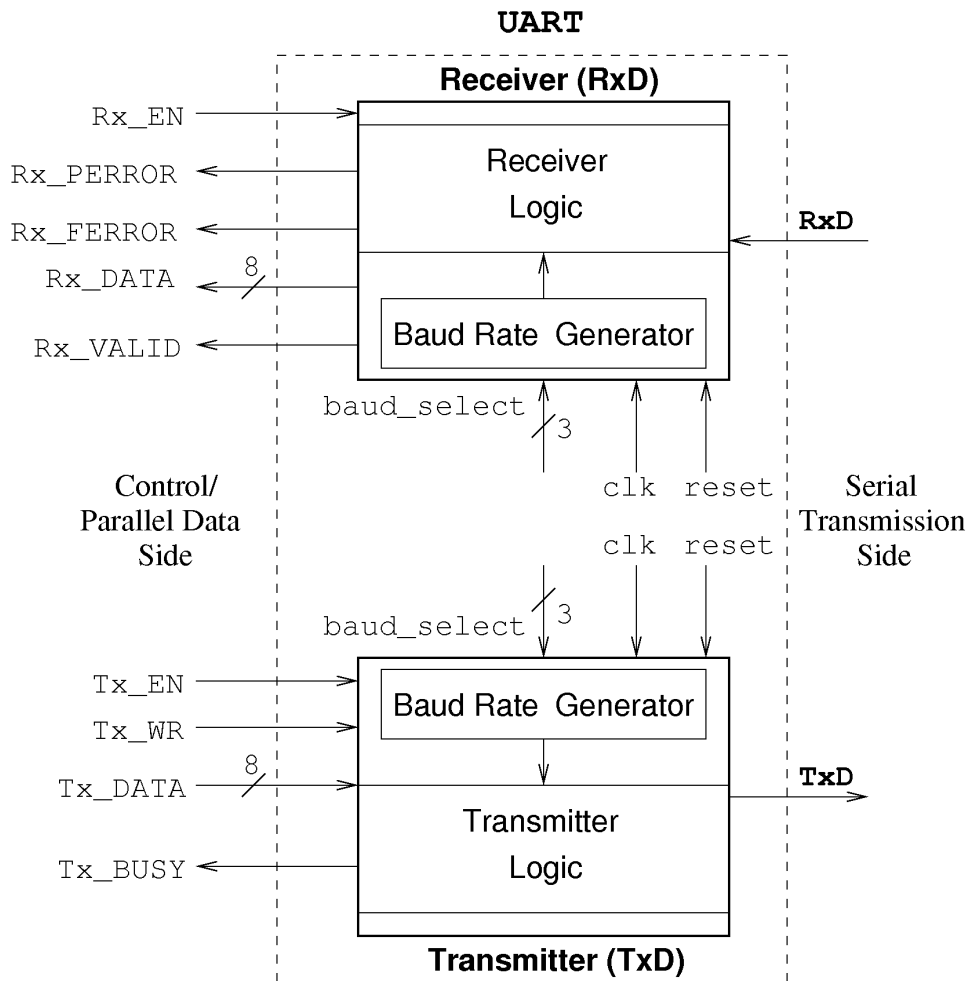 UART
Receiver (RxD)
Rx_EN
Rx_PERROR
Rx_FERROR
Rx_DATA
8
Rx_VALID
Receiver
Logic
RxD
Baud Rate Generator
baud_select
3
clk reset
Control/
Parallel Data
Side
Serial
Transmission
Side
clk reset
3
baud_select
Tx_EN
Tx_WR
8
Tx_DATA
Tx_BUSY
Baud Rate Generator
TxD
Transmitter
Logic
Transmitter (TxD)